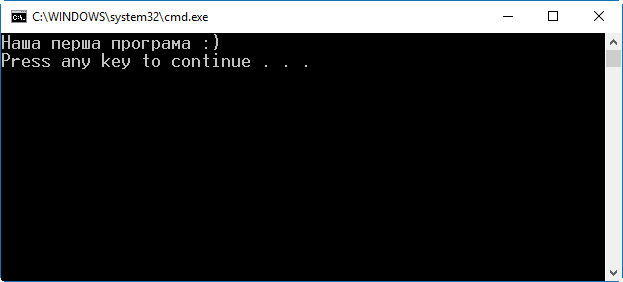 C:\WINDOWS\system32\cmd.exe
Наша перша програма :)
Press any key to continue . . .